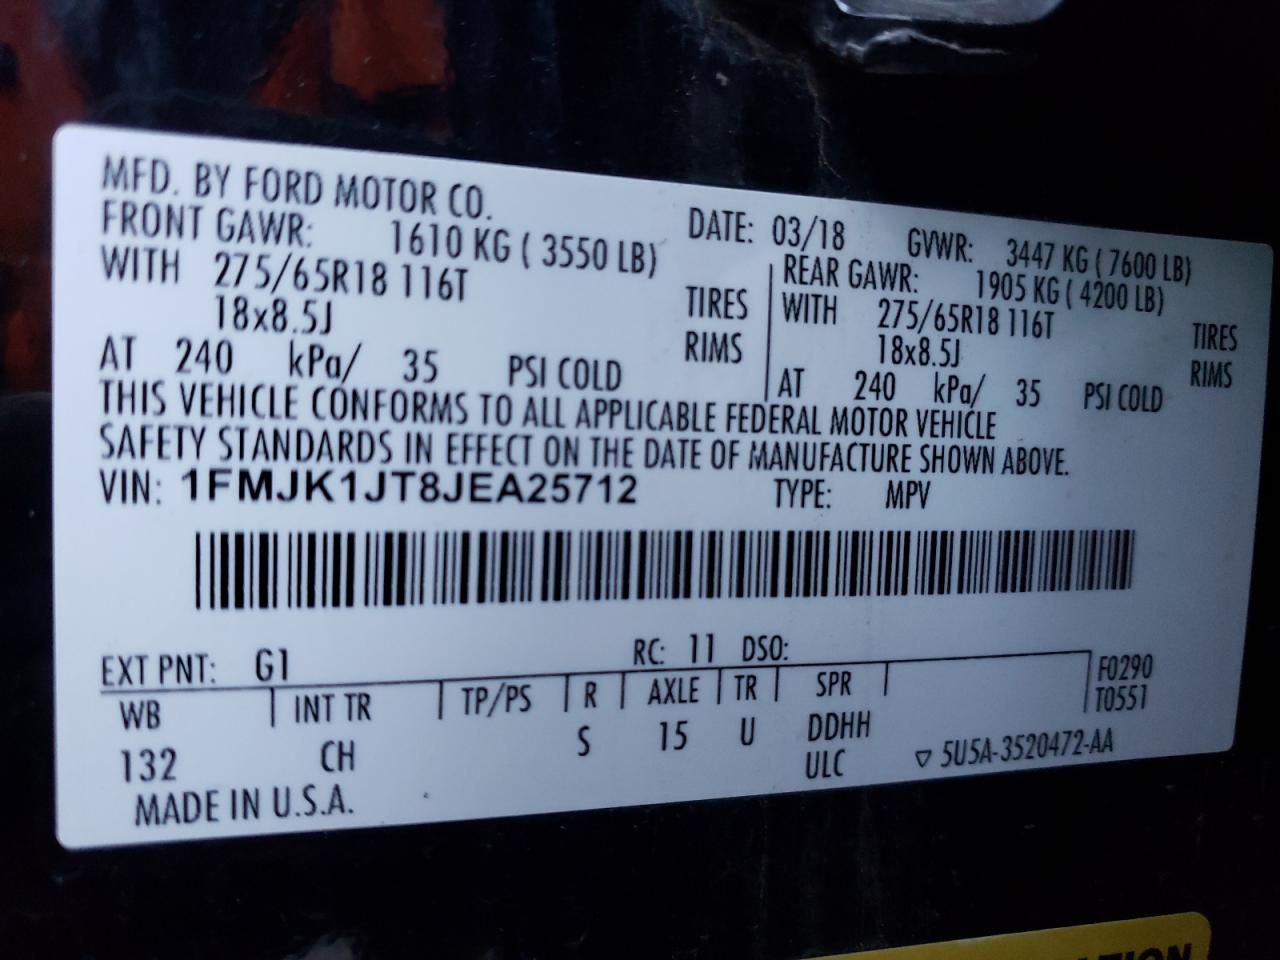 MFD. BY FORD MOTOR CO.
DATE: 03/18 GVWR: 3447 KG ( 7600 LB)
FRONT GAWR: 1610 KG ( 3550 LB)
REAR GAWR: 1905 KG ( 4200 LB)
WITH 275/65R18 116T TIRES
WITH 275/65R18 116T TIRES
18x8.5J RIMS
18x8.5J RIMS
AT 240 kPa/ 35 PSI COLD
AT 240 kPa/ 35 PSI COLD
THIS VEHICLE CONFORMS TO ALL APPLICABLE FEDERAL MOTOR VEHICLE
SAFETY STANDARDS IN EFFECT ON THE DATE OF MANUFACTURE SHOWN ABOVE.
VIN: 1FMJK1JT8JEA25712 TYPE: MPV
EXT PNT: G1 RC: 11 DSO:
WB INT TR TP/PS R AXLE TR SPR F0290
T0551
132 CH S 15 U DDHH
ULC ▽ 5U5A-3520472-AA
MADE IN U.S.A.